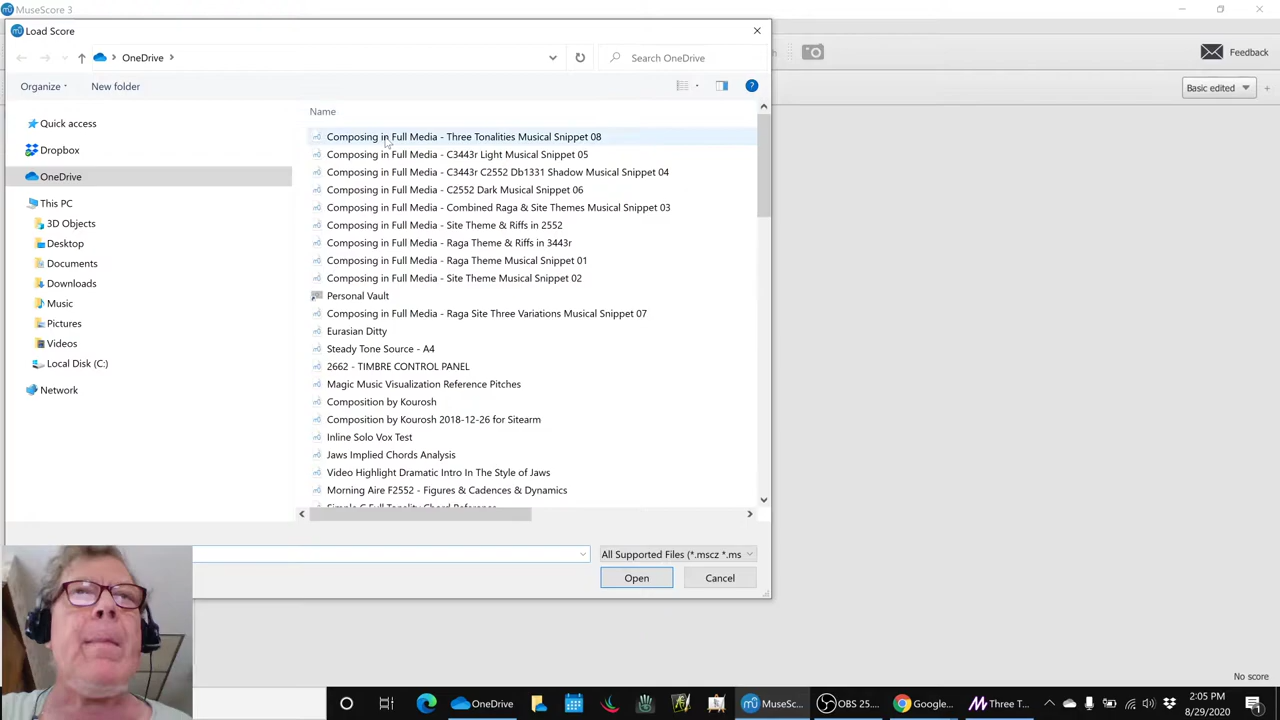 MuseScore 3
Load Score
OneDrive
Search OneDrive
Feedback
Organize
New folder
Basic edited
Name
Quick access
Dropbox
OneDrive
This PC
3D Objects
Desktop
Documents
Downloads
Music
Pictures
Videos
Local Disk (C:)
Network
Composing in Full Media - Three Tonalities Musical Snippet 08
Composing in Full Media - C3443r Light Musical Snippet 05
Composing in Full Media - C3443r C2552 Db1331 Shadow Musical Snippet 04
Composing in Full Media - C2552 Dark Musical Snippet 06
Composing in Full Media - Combined Raga & Site Themes Musical Snippet 03
Composing in Full Media - Site Theme & Riffs in 2552
Composing in Full Media - Raga Theme & Riffs in 3443r
Composing in Full Media - Raga Theme Musical Snippet 01
Composing in Full Media - Site Theme Musical Snippet 02
Personal Vault
Composing in Full Media - Raga Site Three Variations Musical Snippet 07
Eurasian Ditty
Steady Tone Source - A4
2662 - TIMBRE CONTROL PANEL
Magic Music Visualization Reference Pitches
Composition by Kourosh
Composition by Kourosh 2018-12-26 for Sitearm
Inline Solo Vox Test
Jaws Implied Chords Analysis
Video Highlight Dramatic Intro In The Style of Jaws
Morning Aire F2552 - Figures & Cadences & Dynamics
Simple C Full Tonality Chord Reference
All Supported Files (*.mscz *.ms
Open
Cancel
No score
OneDrive
MuseSc...
OBS 25....
Google...
Three T...
2:05 PM
8/29/2020